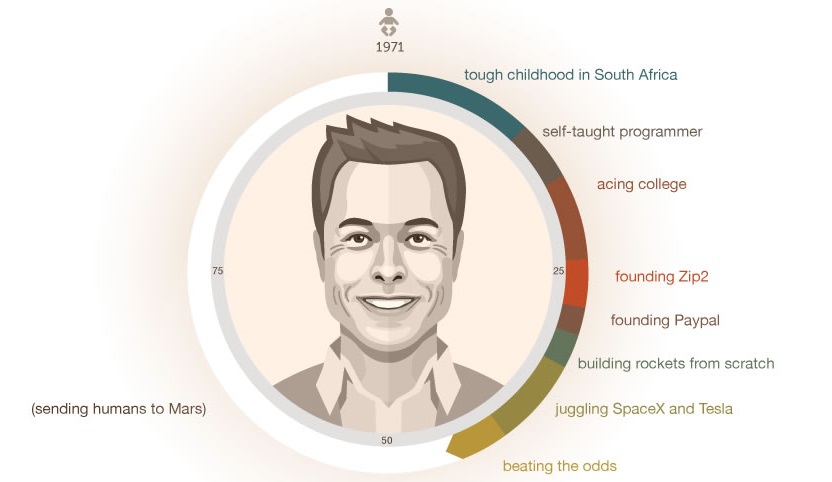 1971
tough childhood in South Africa
self-taught programmer
acing college
75
25
founding Zip2
founding Paypal
building rockets from scratch
(sending humans to Mars)
juggling SpaceX and Tesla
50
beating the odds